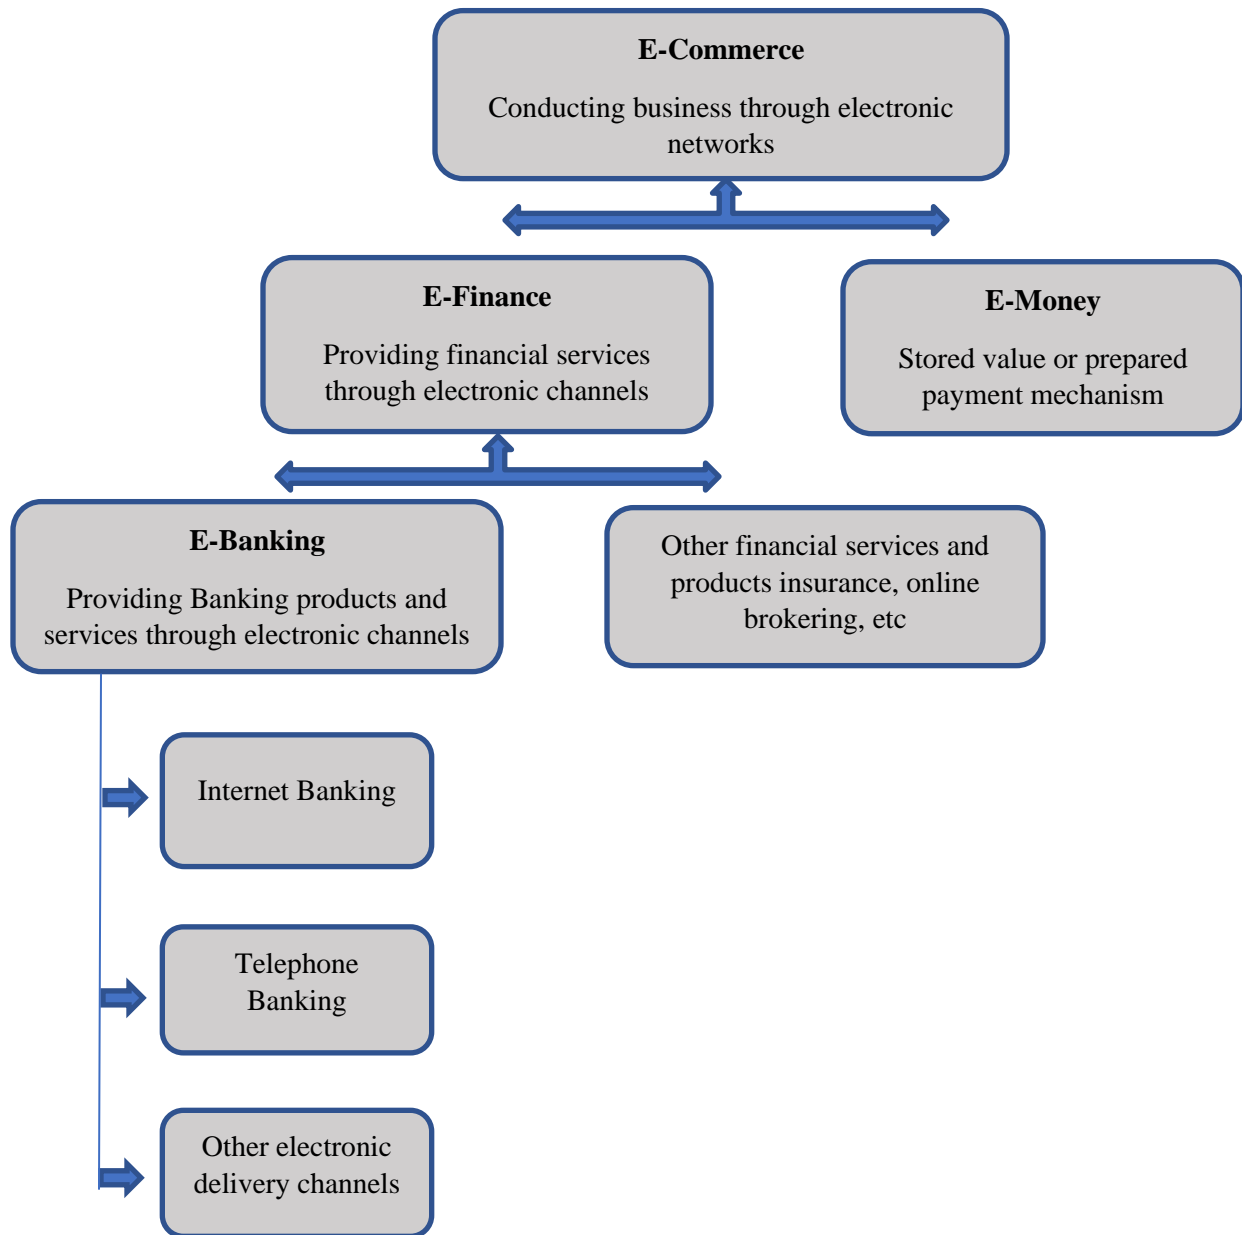 E-Commerce
Conducting business through electronic
networks
E-Finance
Providing financial services
through electronic channels
E-Money
Stored value or prepared
payment mechanism
E-Banking
Providing Banking products and
services through electronic channels
Other financial services and
products insurance, online
brokering, etc
Internet Banking
Telephone
Banking
Other electronic
delivery channels